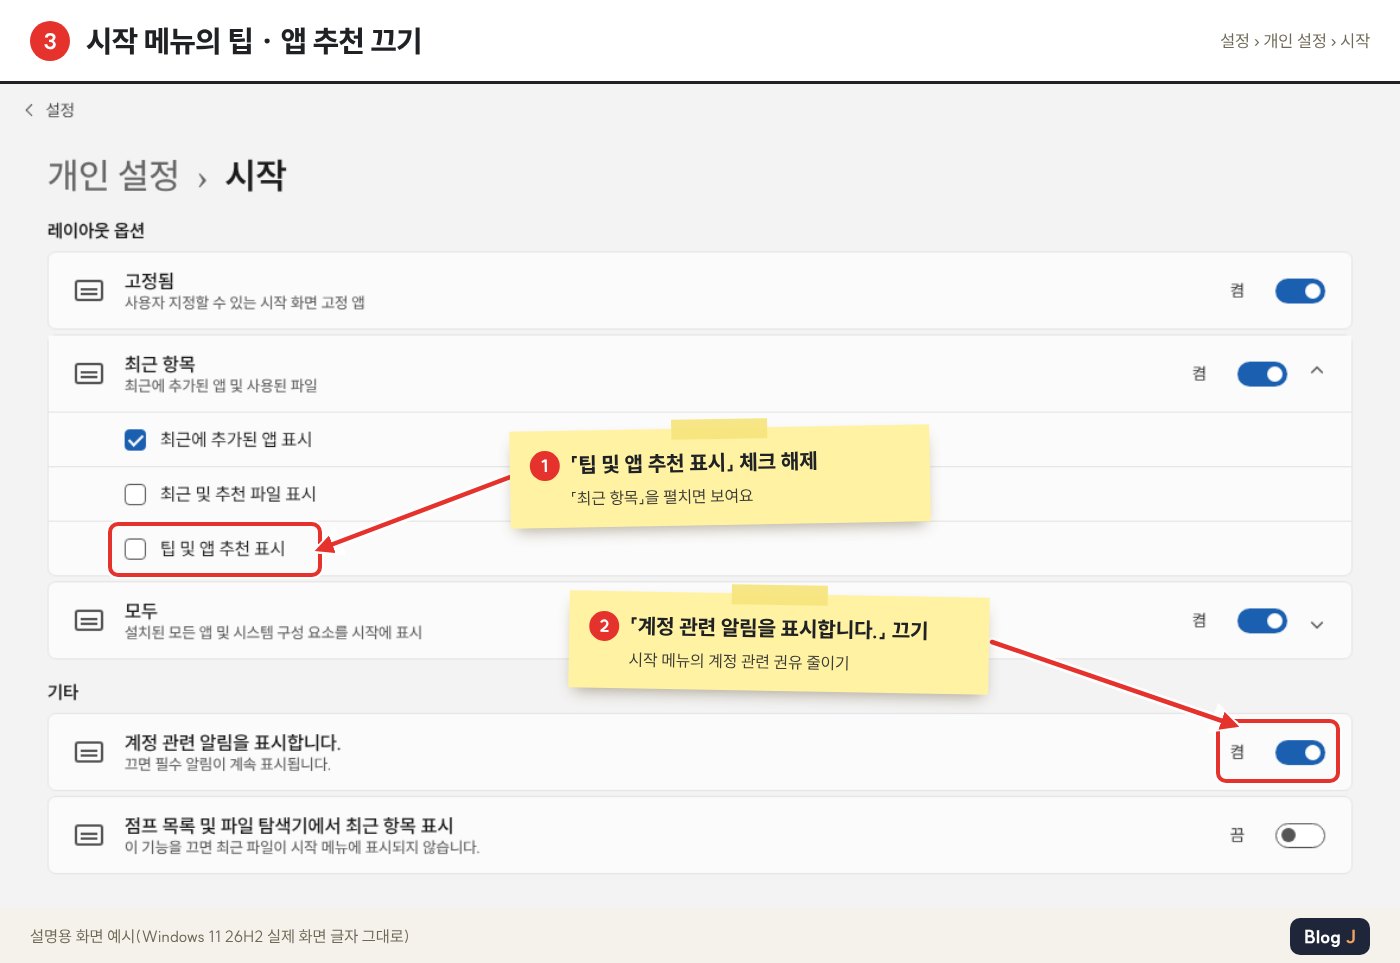 3 시작 메뉴의 팁 · 앱 추천 끄기
설정 › 개인 설정 › 시작
설정
개인 설정 › 시작
레이아웃 옵션
고정됨
사용자 지정할 수 있는 시작 화면 고정 앱
켬
최근 항목
최근에 추가된 앱 및 사용된 파일
켬
최근에 추가된 앱 표시
최근 및 추천 파일 표시
팁 및 앱 추천 표시
1 「팁 및 앱 추천 표시」 체크 해제
「최근 항목」을 펼치면 보여요
모두
설치된 모든 앱 및 시스템 구성 요소를 시작에 표시
켬
2 「계정 관련 알림을 표시합니다.」 끄기
시작 메뉴의 계정 관련 권유 줄이기
기타
계정 관련 알림을 표시합니다.
끄면 필수 알림이 계속 표시됩니다.
켬
점프 목록 및 파일 탐색기에서 최근 항목 표시
이 기능을 끄면 최근 파일이 시작 메뉴에 표시되지 않습니다.
끔
설명용 화면 예시(Windows 11 26H2 실제 화면 글자 그대로)
Blog J